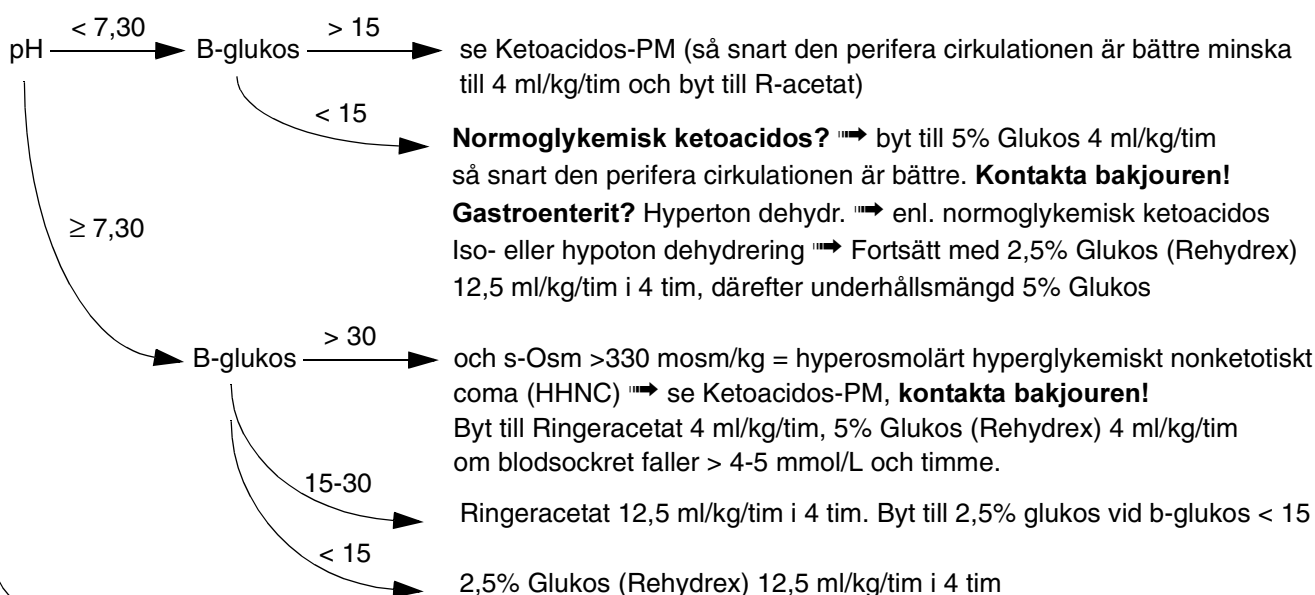 pH < 7,30 B-glukos > 15 se Ketoacidos-PM (så snart den perifera cirkulationen är bättre minska
till 4 ml/kg/tim och byt till R-acetat)
< 15
Normoglykemisk ketoacidos? ➟ byt till 5% Glukos 4 ml/kg/tim
så snart den perifera cirkulationen är bättre. Kontakta bakjouren!
≥ 7,30
Gastroenterit? Hyperton dehydr. ➟ enl. normoglykemisk ketoacidos
Iso- eller hypoton dehydrering ➟ Fortsätt med 2,5% Glukos (Rehydrex)
12,5 ml/kg/tim i 4 tim, därefter underhållsmängd 5% Glukos
B-glukos > 30 och s-Osm >330 mosm/kg = hyperosmolärt hyperglykemiskt nonketotiskt
coma (HHNC) ➟ se Ketoacidos-PM, kontakta bakjouren!
Byt till Ringeracetat 4 ml/kg/tim, 5% Glukos (Rehydrex) 4 ml/kg/tim
om blodsockret faller > 4-5 mmol/L och timme.
15-30 Ringeracetat 12,5 ml/kg/tim i 4 tim. Byt till 2,5% glukos vid b-glukos < 15
< 15 2,5% Glukos (Rehydrex) 12,5 ml/kg/tim i 4 tim